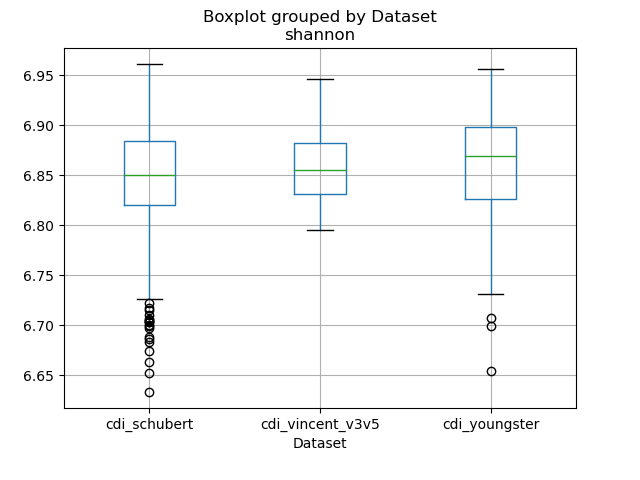 Boxplot grouped by Dataset
shannon
6.95
6.90
6.85
6.80
6.75
6.70
6.65
cdi_schubert
cdi_vincent_v3v5
cdi_youngster
Dataset